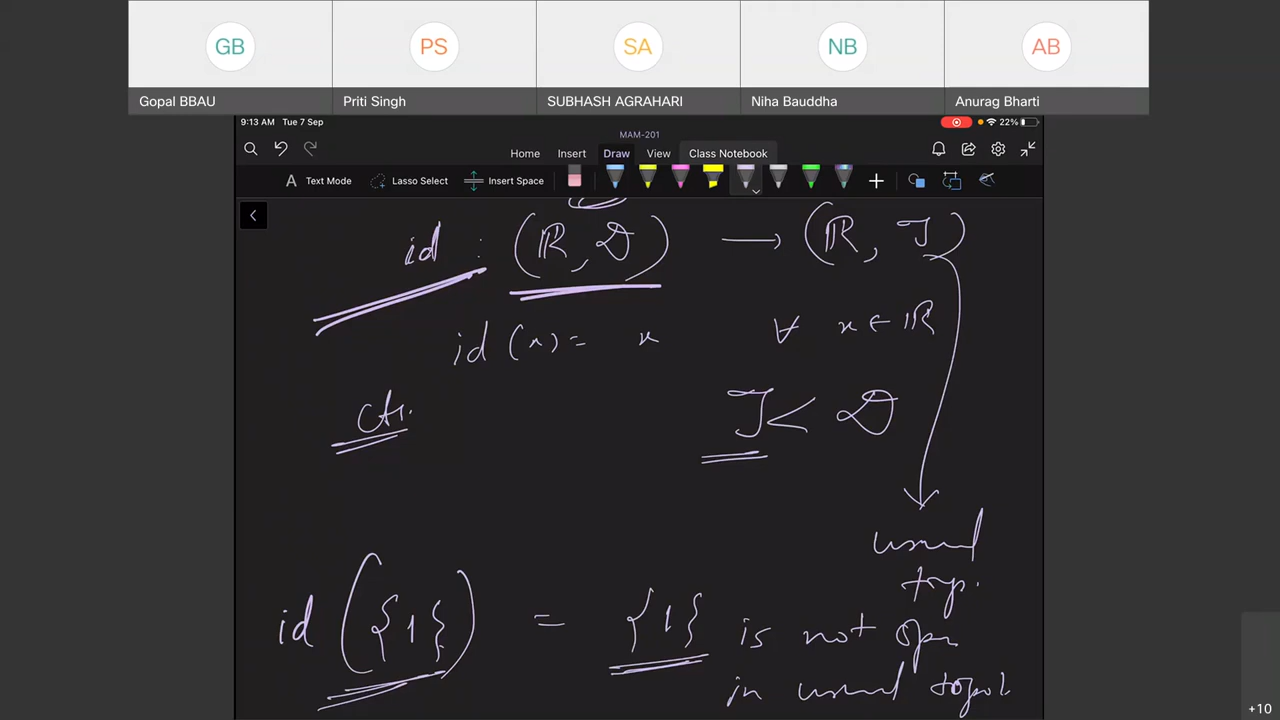 GB PS SA NB AB
Gopal BBAU Priti Singh SUBHASH AGRAHARI Niha Bauddha Anurag Bharti
9:13 AM Tue 7 Sep 22%
MAM-201
Home Insert Draw View Class Notebook
A Text Mode Lasso Select Insert Space
id : (ℝ, 𝒟) ⟶ (ℝ, 𝒥)
id (x) = x ∀ x ∈ ℝ
cts. 𝒥 < 𝒟
usual
top.
id ({1}) = {1} is not open
in usual topol
+10